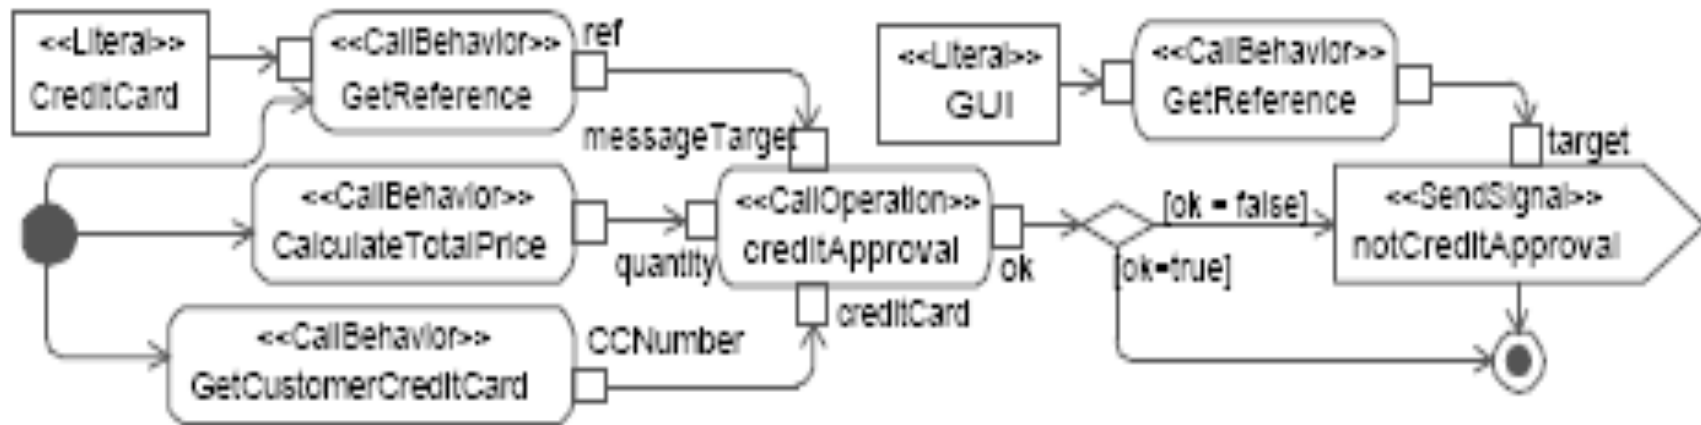 <<Literal>>
CreditCard
<<CallBehavior>>
GetReference
ref
messageTarget
<<Literal>>
GUI
<<CallBehavior>>
GetReference
target
<<CallBehavior>>
CalculateTotalPrice
quantity
<<CallOperation>>
creditApproval
ok
[ok = false]
[ok=true]
<<SendSignal>>
notCreditApproval
<<CallBehavior>>
GetCustomerCreditCard
CCNumber
creditCard